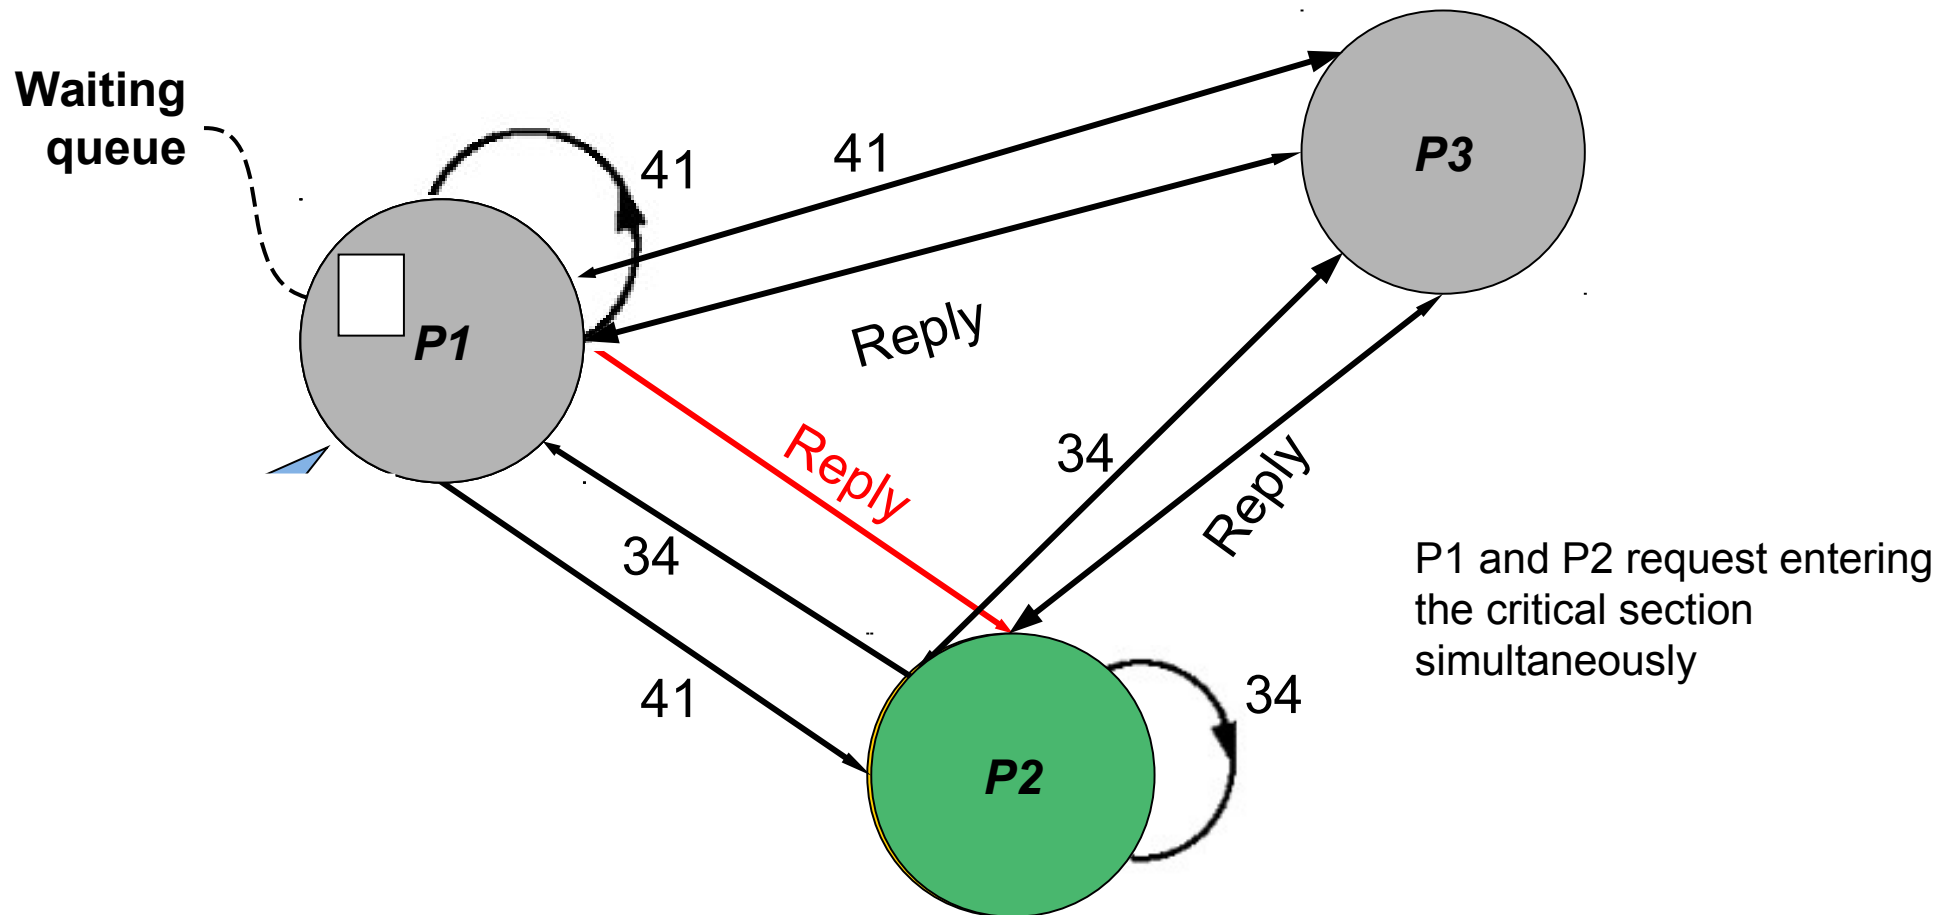 Waiting
queue
41
41
P3
P1
Reply
Reply
34
Reply
34
41
P1 and P2 request entering
the critical section
simultaneously
34
P2